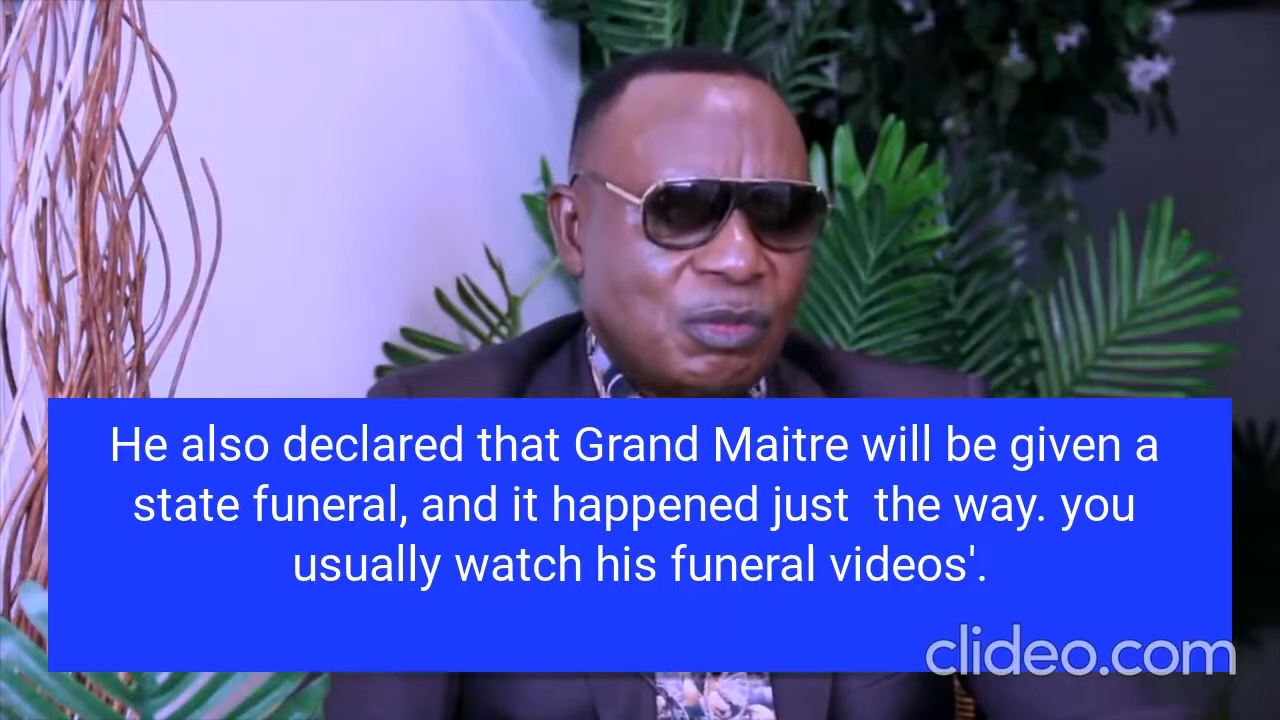 He also declared that Grand Maitre will be given a
state funeral, and it happened just  the way. you
usually watch his funeral videos'.
clideo.com